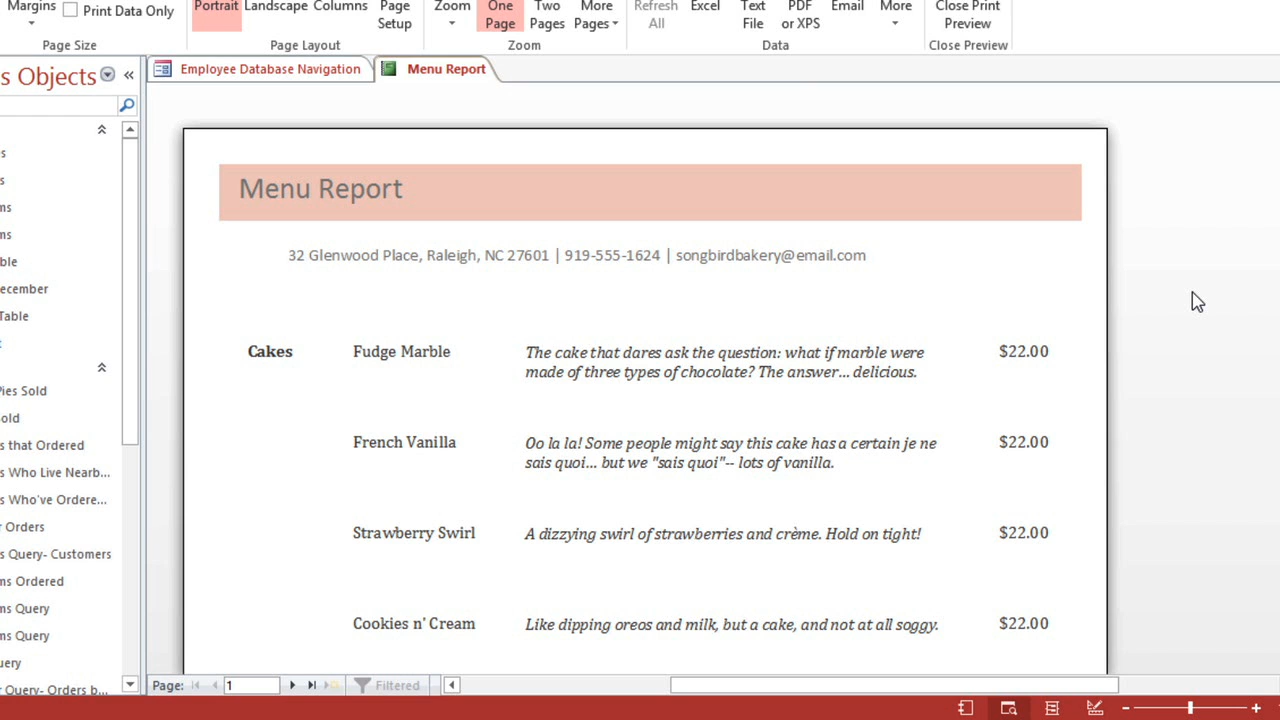 Margins
Print Data Only
Portrait Landscape Columns Page Setup
Zoom One Page Two Pages More Pages
Refresh All Excel Text File PDF or XPS Email More
Close Print Preview
Page Size Page Layout Zoom Data Close Preview
s Objects
Employee Database Navigation Menu Report
Menu Report
32 Glenwood Place, Raleigh, NC 27601 | 919-555-1624 | songbirdbakery@email.com
Cakes Fudge Marble The cake that dares ask the question: what if marble were
made of three types of chocolate? The answer... delicious. $22.00
French Vanilla Oo la la! Some people might say this cake has a certain je ne
sais quoi... but we "sais quoi"-- lots of vanilla. $22.00
Strawberry Swirl A dizzying swirl of strawberries and crème. Hold on tight! $22.00
Cookies n' Cream Like dipping oreos and milk, but a cake, and not at all soggy. $22.00
s
s
ms
ms
ble
ecember
Table
Pies Sold
old
s that Ordered
s Who Live Nearb...
s Who've Ordere...
r Orders
s Query- Customers
ms Ordered
ms Query
ms Query
uery
r Query- Orders b...
Page: 1 Filtered